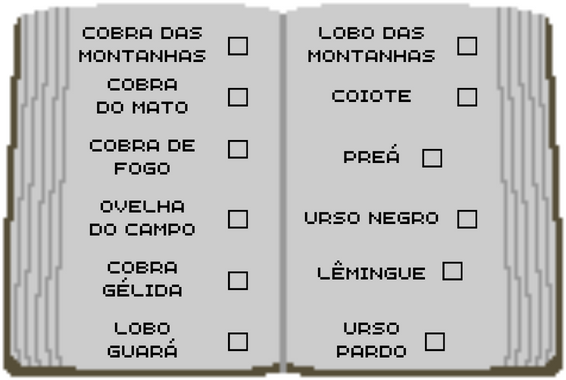 COBRA DAS
MONTANHAS
COBRA
DO MATO
COBRA DE
FOGO
OVELHA
DO CAMPO
COBRA
GÉLIDA
LOBO
GUARÁ
LOBO DAS
MONTANHAS
COIOTE
PREÁ
URSO NEGRO
LÊMINGUE
URSO
PARDO